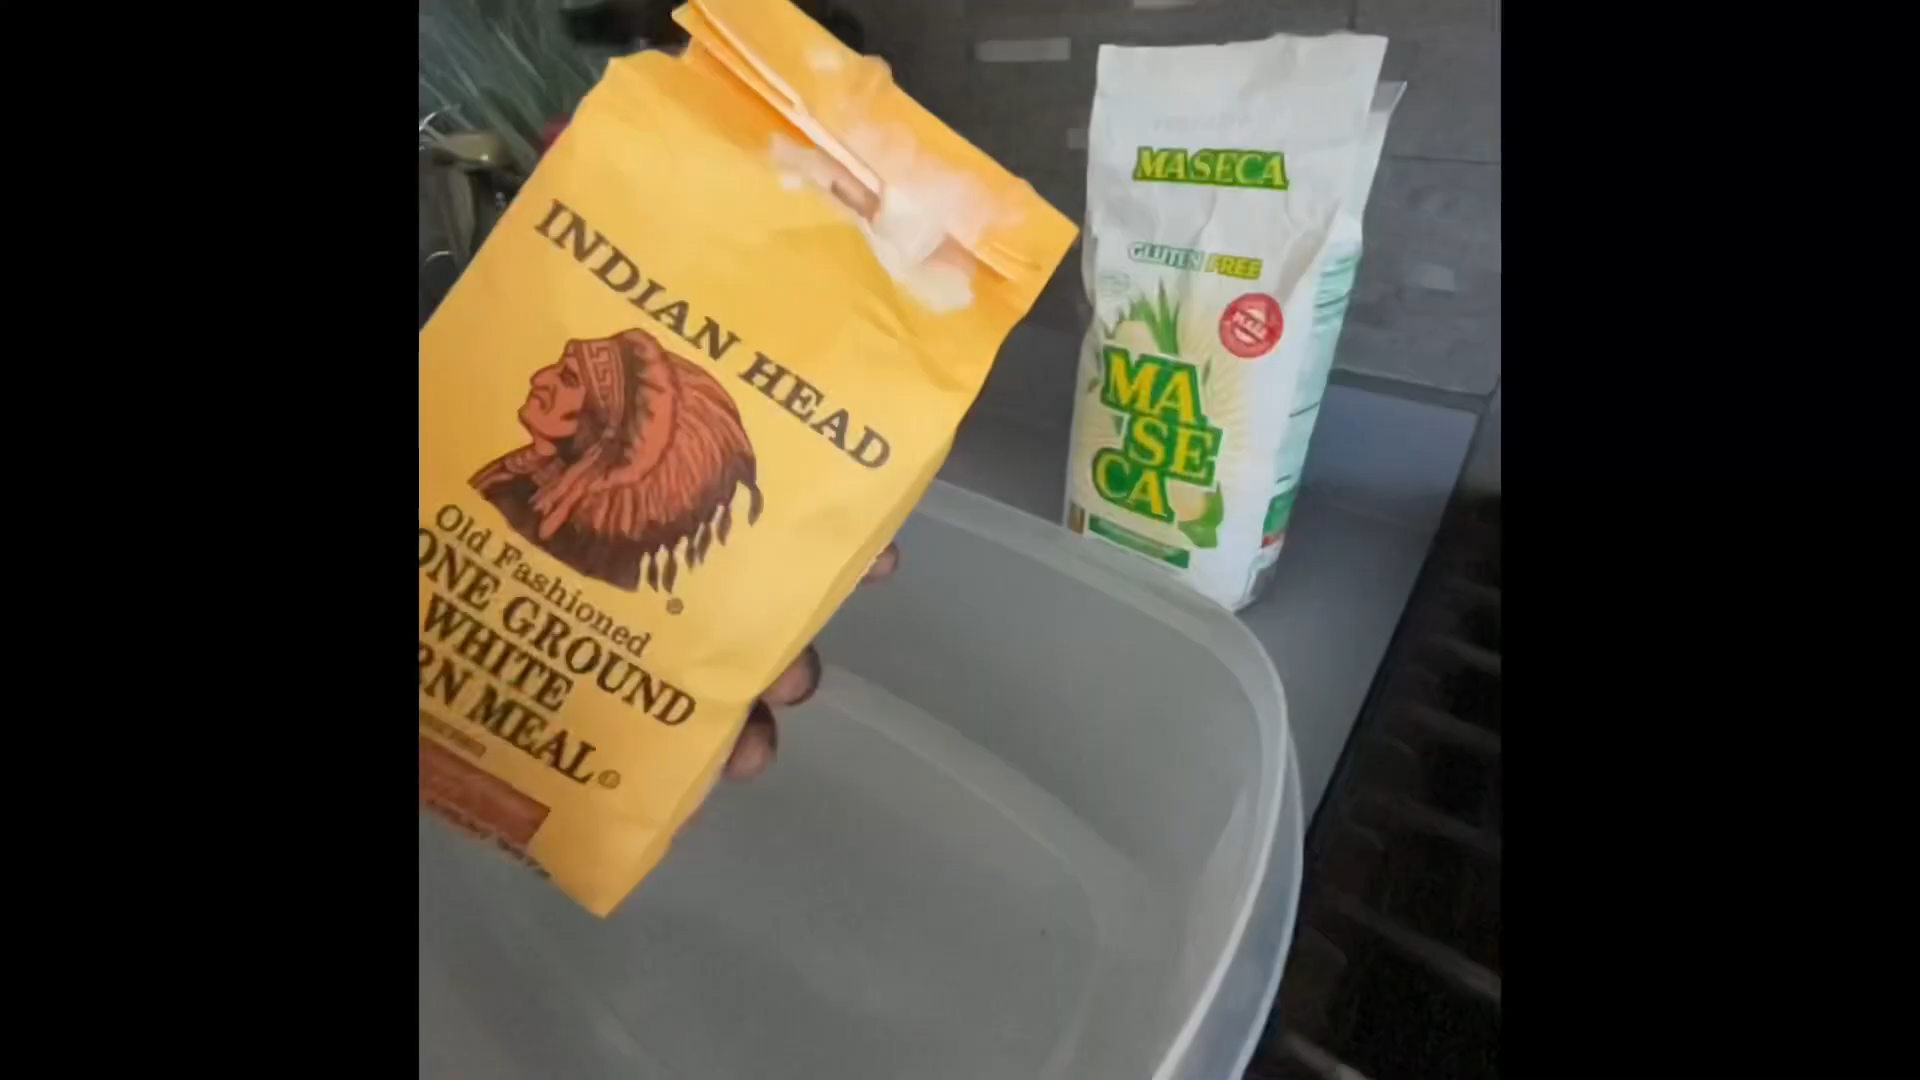 INDIAN HEAD
Old Fashioned
ONE GROUND
WHITE
RN MEAL
MASECA
GLUTEN FREE
MA
SE
CA